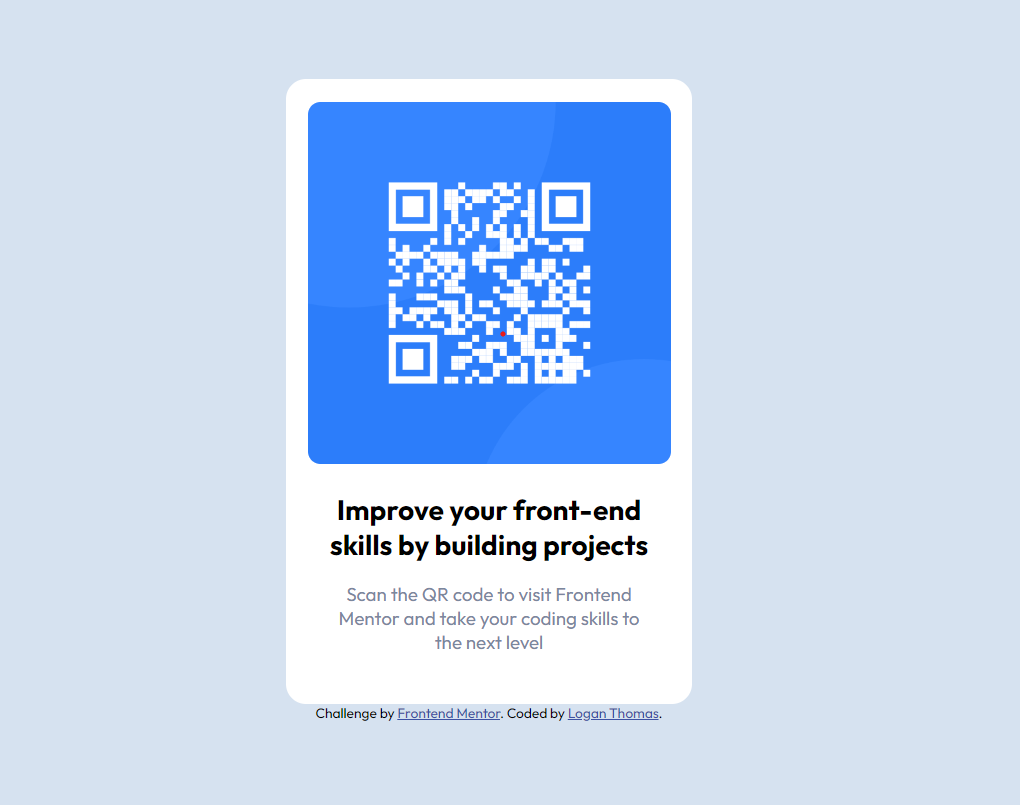 Improve your front-end
skills by building projects
Scan the QR code to visit Frontend
Mentor and take your coding skills to
the next level
Challenge by Frontend Mentor. Coded by Logan Thomas.